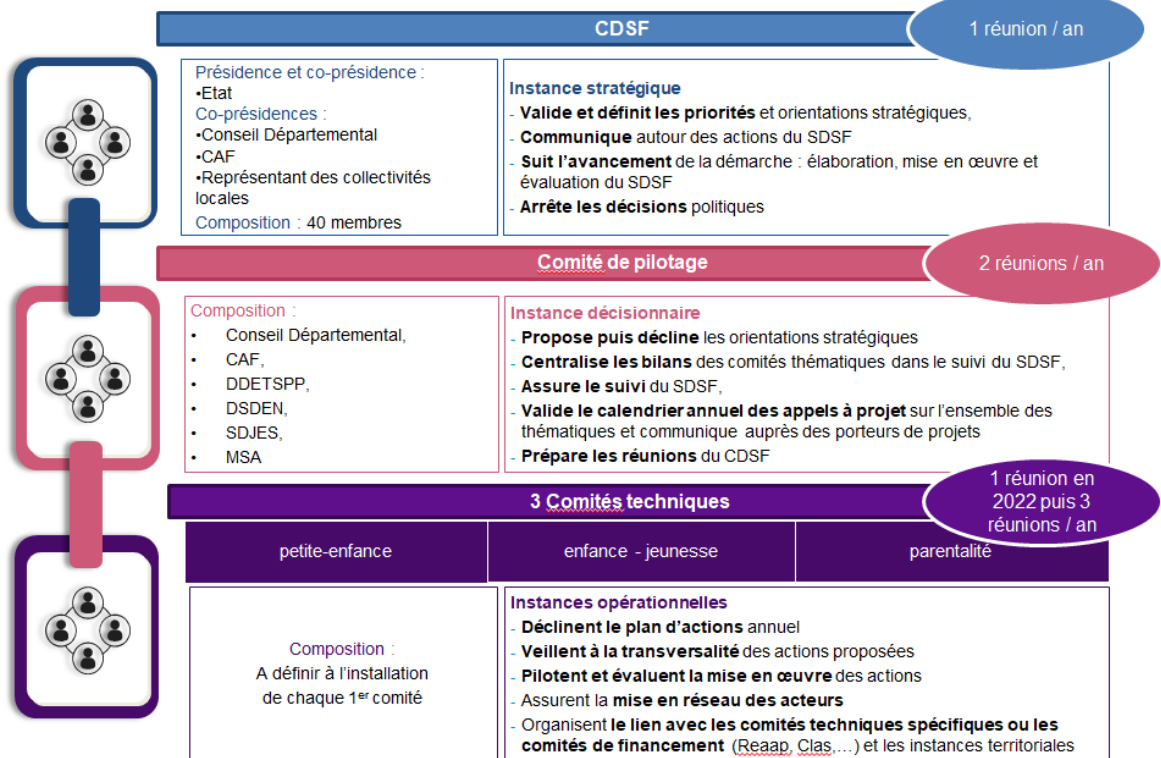 CDSF
1 réunion / an
Présidence et co-présidence :
•Etat
Co-présidences :
•Conseil Départemental
•CAF
•Représentant des collectivités
locales
Composition : 40 membres
Instance stratégique
- Valide et définit les priorités et orientations stratégiques,
- Communique autour des actions du SDSF
- Suit l'avancement de la démarche : élaboration, mise en œuvre et
évaluation du SDSF
- Arrête les décisions politiques
Comité de pilotage
2 réunions / an
Composition :
• Conseil Départemental,
• CAF,
• DDETSPP,
• DSDEN,
• SDJES,
• MSA
Instance décisionnaire
- Propose puis décline les orientations stratégiques
- Centralise les bilans des comités thématiques dans le suivi du SDSF,
- Assure le suivi du SDSF,
- Valide le calendrier annuel des appels à projet sur l'ensemble des
thématiques et communique auprès des porteurs de projets
- Prépare les réunions du CDSF
3 Comités techniques
1 réunion en
2022 puis 3
réunions / an
petite-enfance
enfance - jeunesse
parentalité
Composition :
A définir à l'installation
de chaque 1er comité
Instances opérationnelles
- Déclinent le plan d'actions annuel
- Veillent à la transversalité des actions proposées
- Pilotent et évaluent la mise en œuvre des actions
- Assurent la mise en réseau des acteurs
- Organisent le lien avec les comités techniques spécifiques ou les
comités de financement (Reaap, Clas,…) et les instances territoriales